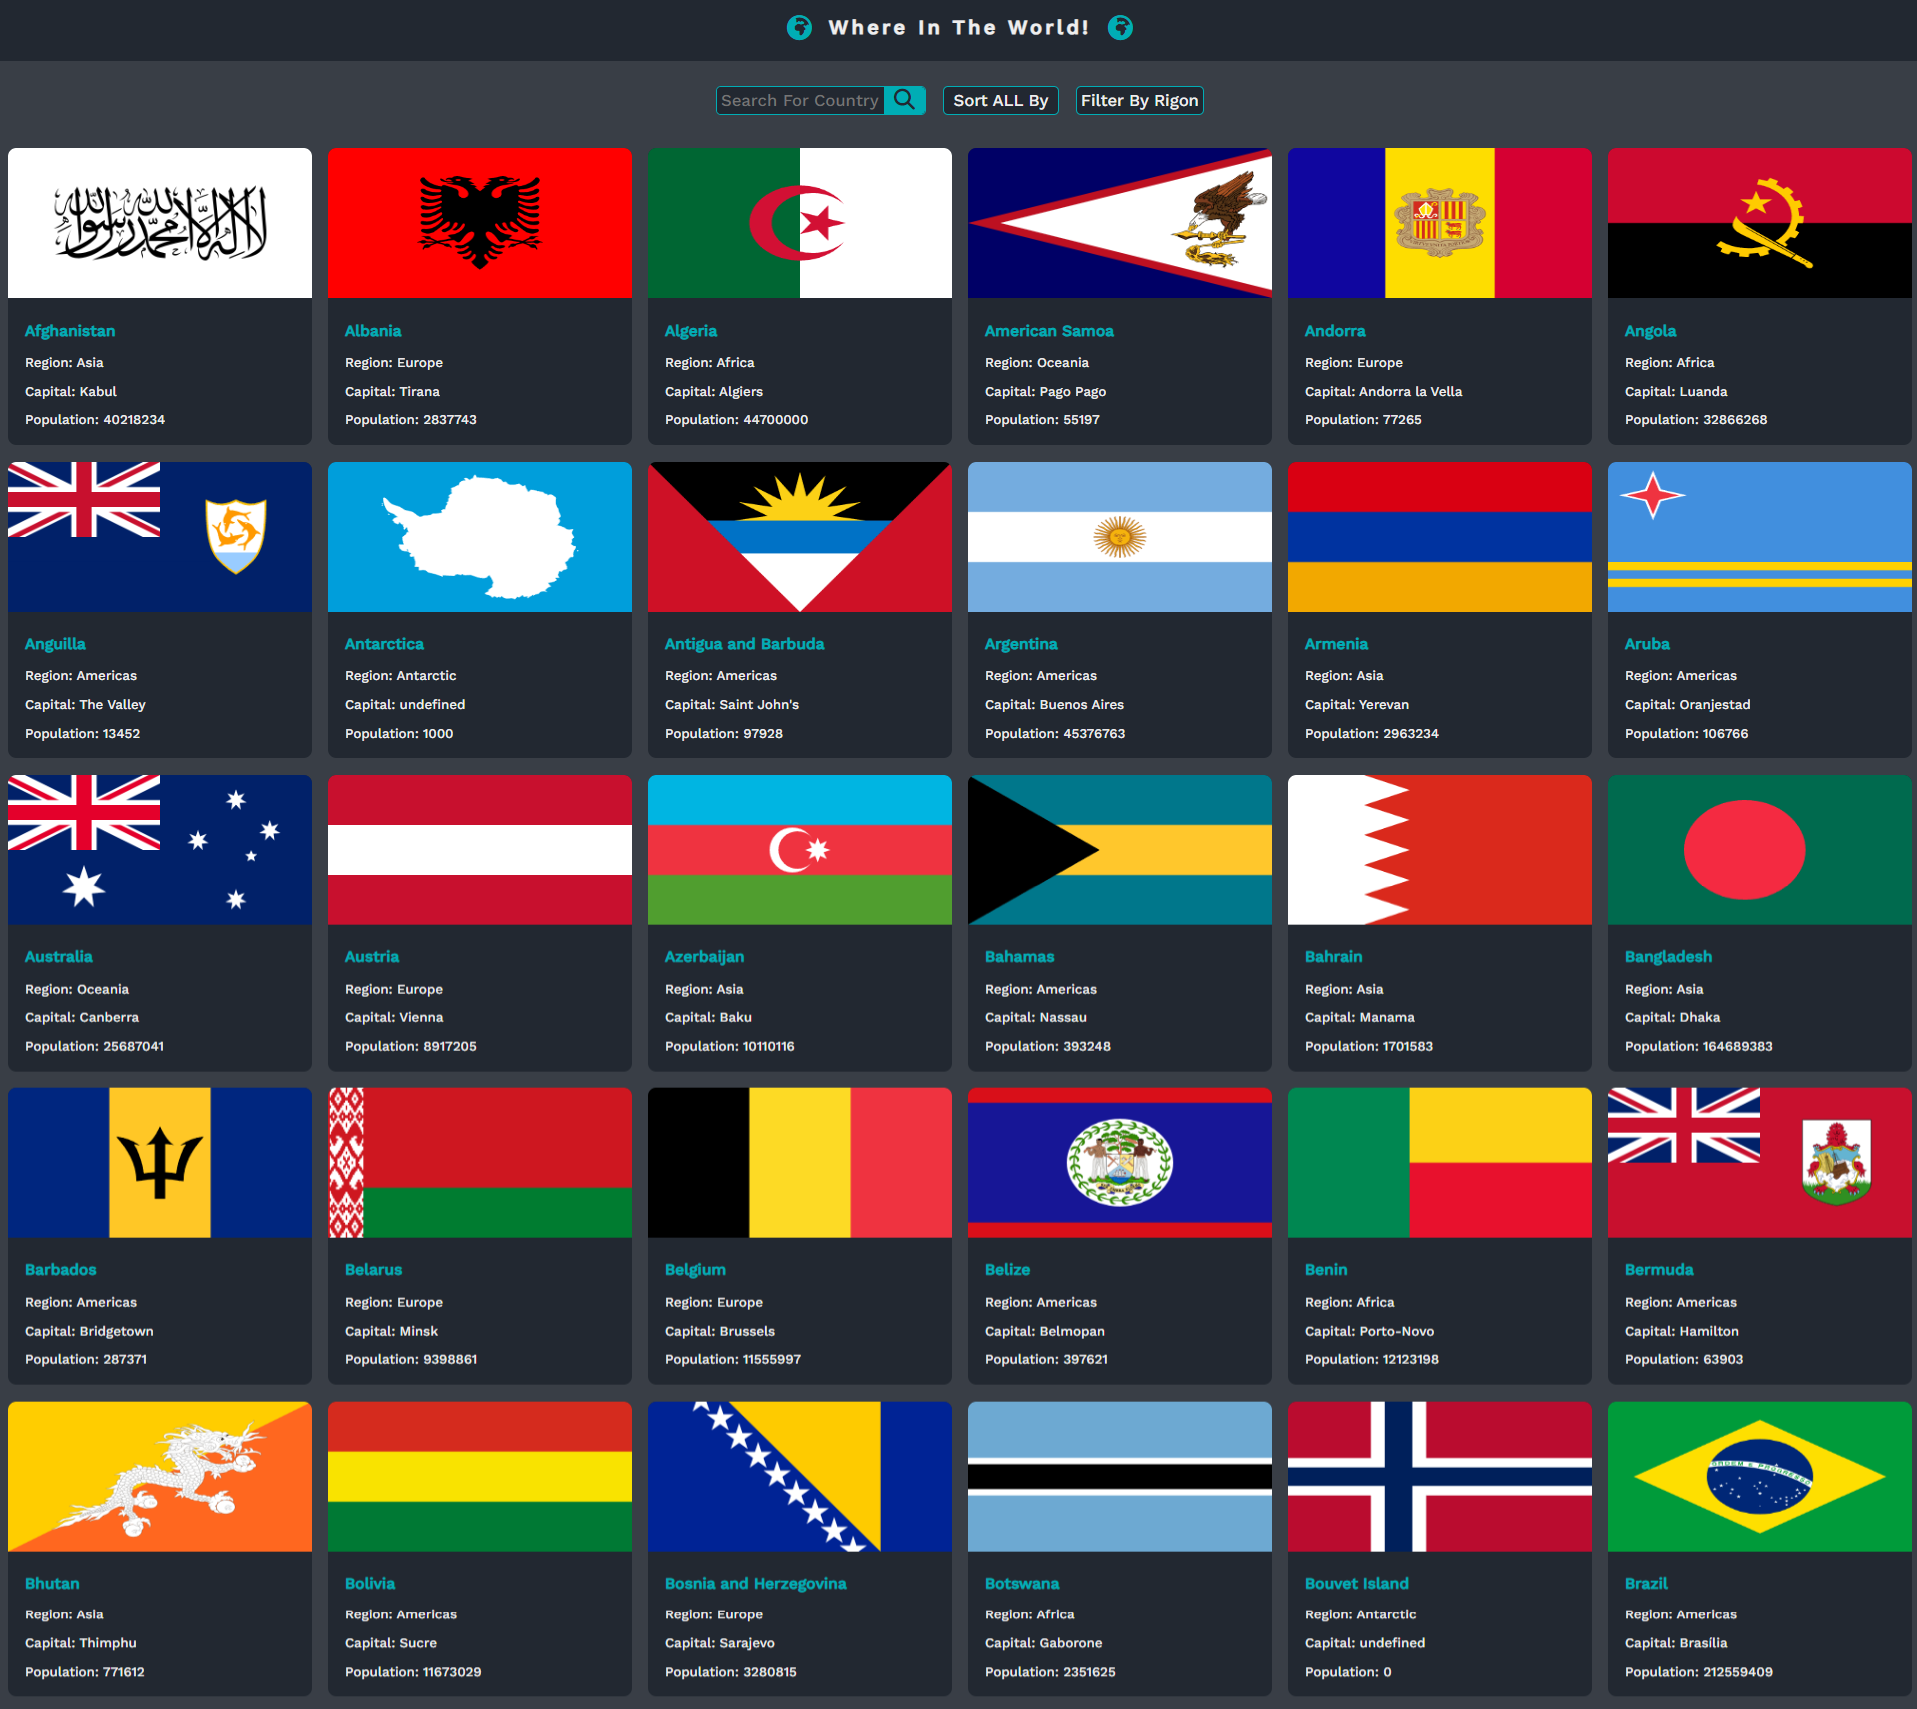 Where In The World!
Search For Country
Sort ALL By
Filter By Rigon
Afghanistan
Region: Asia
Capital: Kabul
Population: 40218234
Albania
Region: Europe
Capital: Tirana
Population: 2837743
Algeria
Region: Africa
Capital: Algiers
Population: 44700000
American Samoa
Region: Oceania
Capital: Pago Pago
Population: 55197
Andorra
Region: Europe
Capital: Andorra la Vella
Population: 77265
Angola
Region: Africa
Capital: Luanda
Population: 32866268
Anguilla
Region: Americas
Capital: The Valley
Population: 13452
Antarctica
Region: Antarctic
Capital: undefined
Population: 1000
Antigua and Barbuda
Region: Americas
Capital: Saint John's
Population: 97928
Argentina
Region: Americas
Capital: Buenos Aires
Population: 45376763
Armenia
Region: Asia
Capital: Yerevan
Population: 2963234
Aruba
Region: Americas
Capital: Oranjestad
Population: 106766
Australia
Region: Oceania
Capital: Canberra
Population: 25687041
Austria
Region: Europe
Capital: Vienna
Population: 8917205
Azerbaijan
Region: Asia
Capital: Baku
Population: 10110116
Bahamas
Region: Americas
Capital: Nassau
Population: 393248
Bahrain
Region: Asia
Capital: Manama
Population: 1701583
Bangladesh
Region: Asia
Capital: Dhaka
Population: 164689383
Barbados
Region: Americas
Capital: Bridgetown
Population: 287371
Belarus
Region: Europe
Capital: Minsk
Population: 9398861
Belgium
Region: Europe
Capital: Brussels
Population: 11555997
Belize
Region: Americas
Capital: Belmopan
Population: 397621
Benin
Region: Africa
Capital: Porto-Novo
Population: 12123198
Bermuda
Region: Americas
Capital: Hamilton
Population: 63903
ORDEM E PROGRESSO
Bhutan
Region: Asia
Capital: Thimphu
Population: 771612
Bolivia
Region: Americas
Capital: Sucre
Population: 11673029
Bosnia and Herzegovina
Region: Europe
Capital: Sarajevo
Population: 3280815
Botswana
Region: Africa
Capital: Gaborone
Population: 2351625
Bouvet Island
Region: Antarctic
Capital: undefined
Population: 0
Brazil
Region: Americas
Capital: Brasília
Population: 212559409